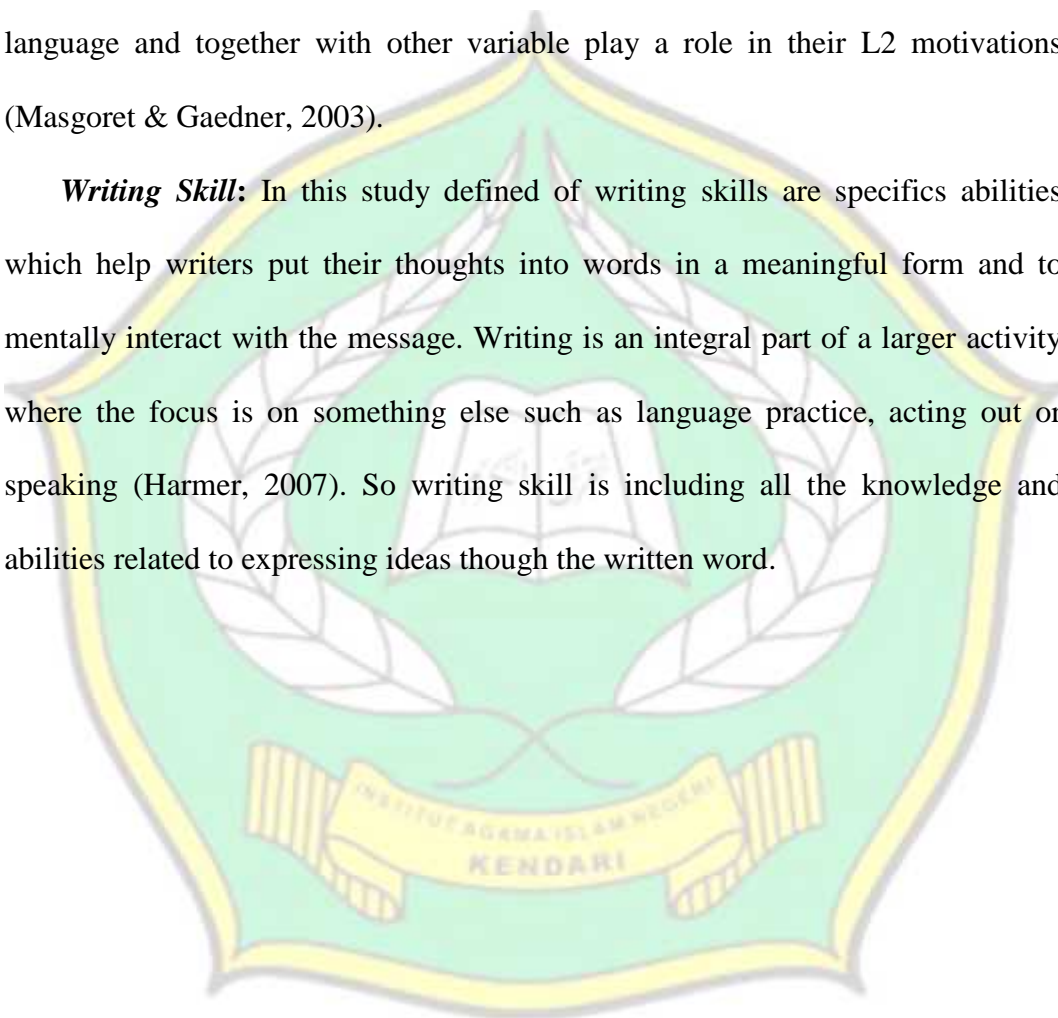 language and together with other variable play a role in their L2 motivations
(Masgoret & Gaedner, 2003).
Writing Skill: In this study defined of writing skills are specifics abilities
which help writers put their thoughts into words in a meaningful form and to
mentally interact with the message. Writing is an integral part of a larger activity
where the focus is on something else such as language practice, acting out or
speaking (Harmer, 2007). So writing skill is including all the knowledge and
abilities related to expressing ideas though the written word.
INSTITUT AGAMA ISLAM NEGERI
KENDARI